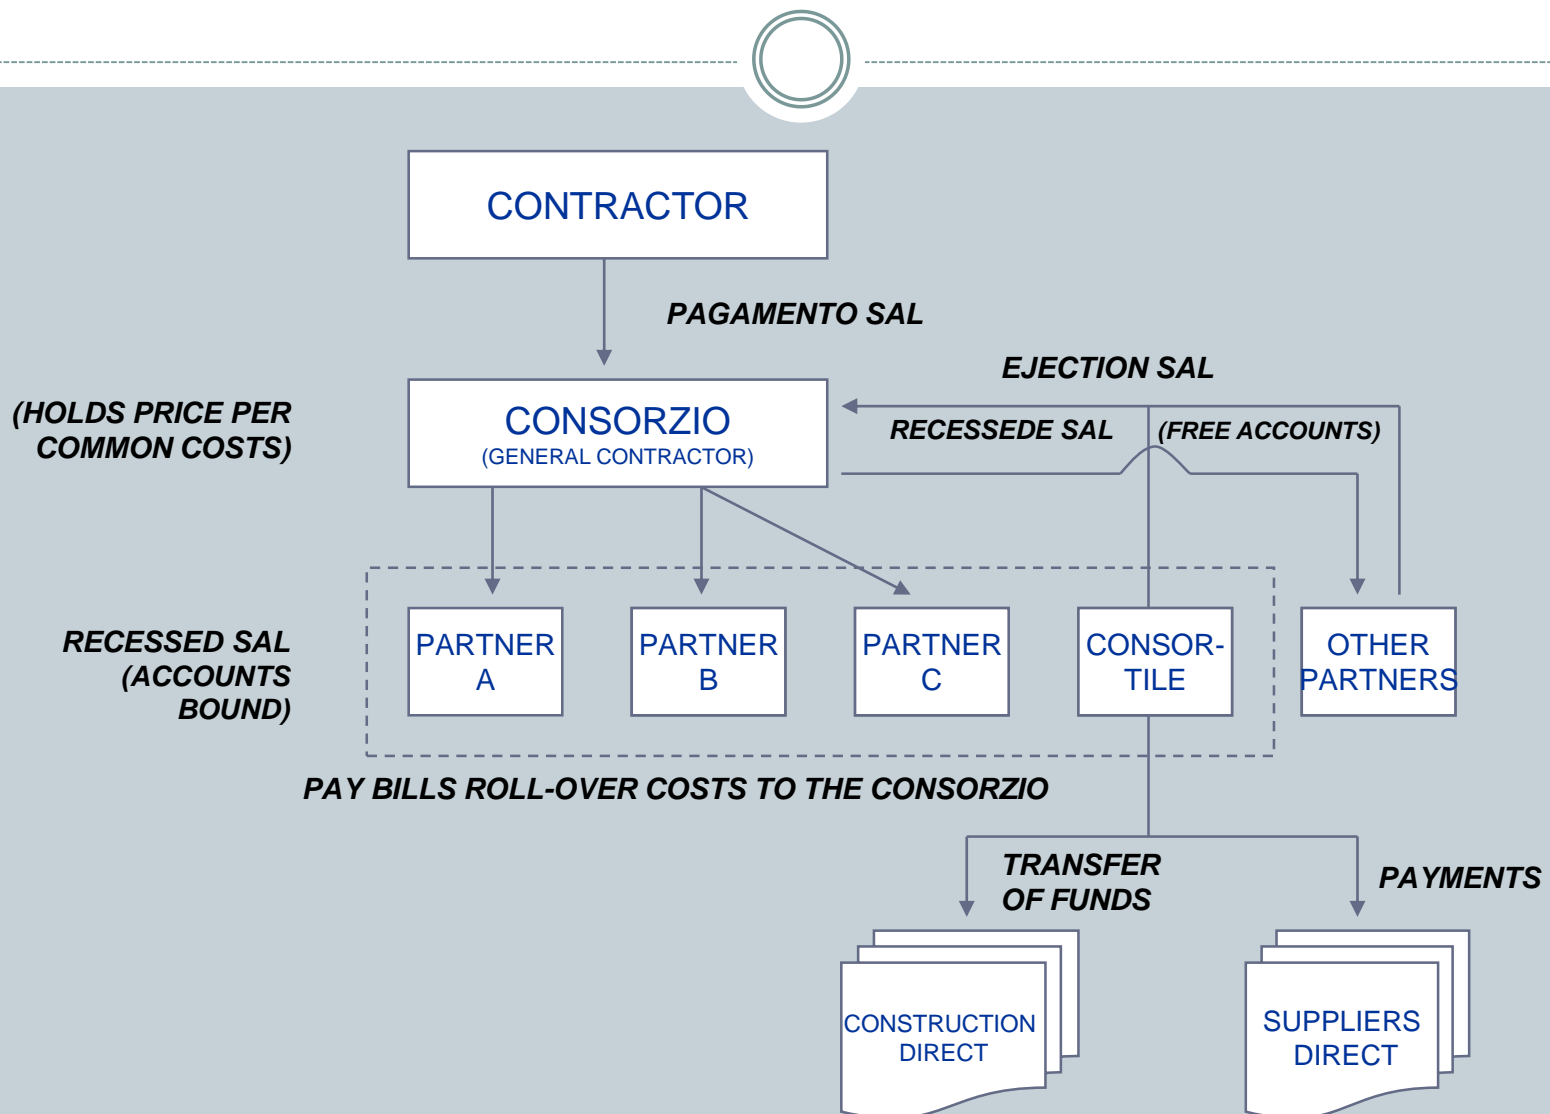 CONTRACTOR
PAGAMENTO SAL
EJECTION SAL
(HOLDS PRICE PER
COMMON COSTS)
CONSORZIO
(GENERAL CONTRACTOR)
RECESSEDE SAL
(FREE ACCOUNTS)
RECESSED SAL
(ACCOUNTS
BOUND)
PARTNER
A
PARTNER
B
PARTNER
C
CONSOR-
TILE
OTHER
PARTNERS
PAY BILLS ROLL-OVER COSTS TO THE CONSORZIO
TRANSFER
OF FUNDS
PAYMENTS
CONSTRUCTION
DIRECT
SUPPLIERS
DIRECT